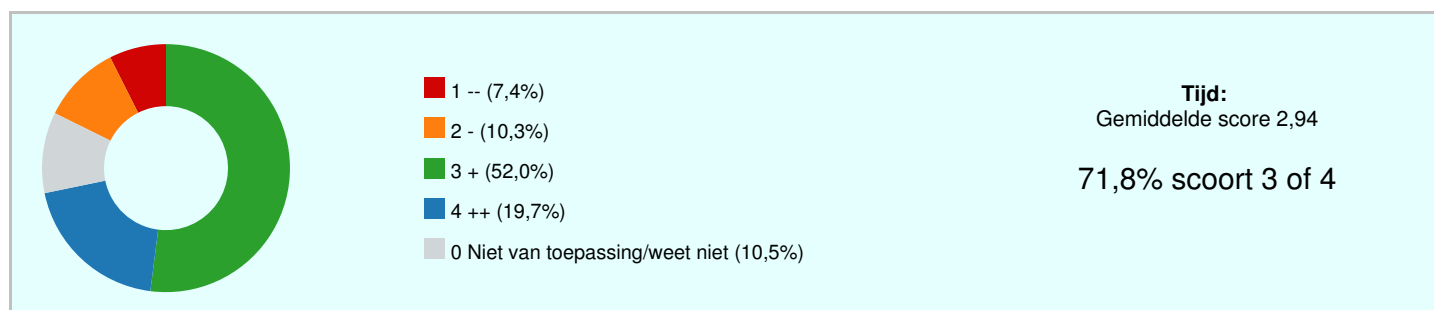 1 -- (7,4%)
2 - (10,3%)
3 + (52,0%)
4 ++ (19,7%)
0 Niet van toepassing/weet niet (10,5%)
Tijd:
Gemiddelde score 2,94
71,8% scoort 3 of 4